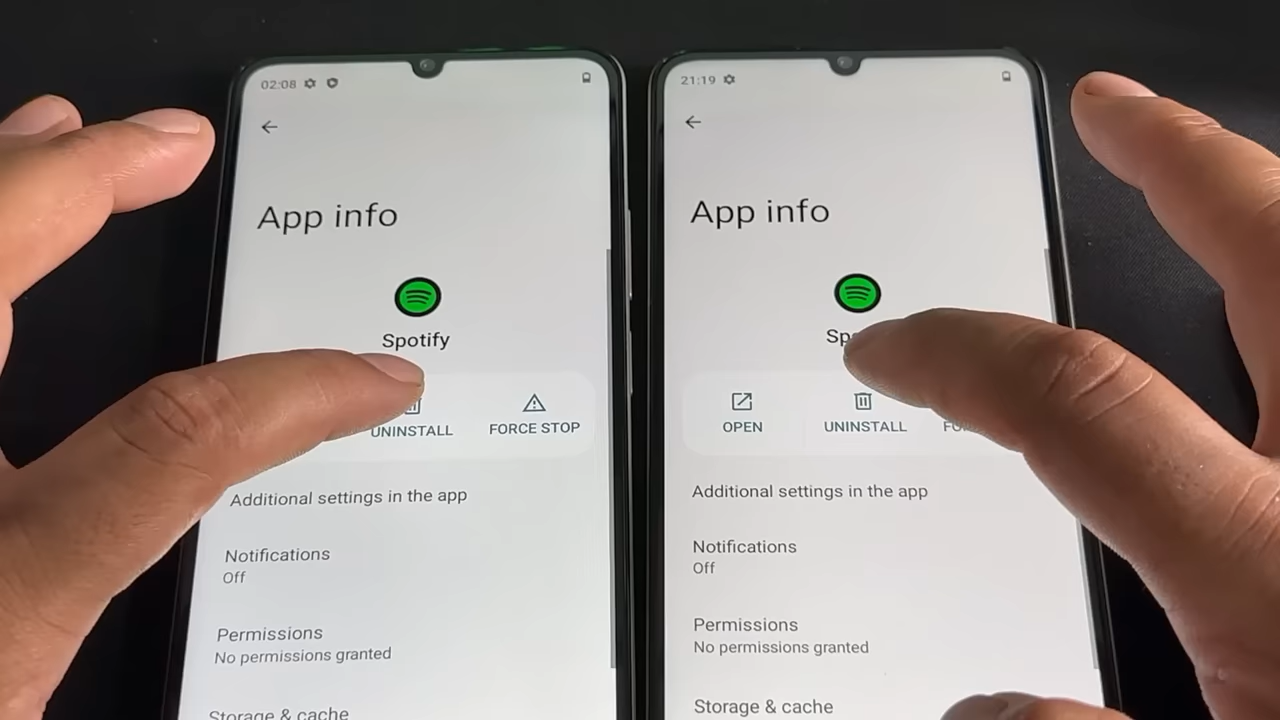 02:08
App info
Spotify
UNINSTALL
FORCE STOP
Additional settings in the app
Notifications
Off
Permissions
No permissions granted
Storage & cache
21:19
App info
OPEN
UNINSTALL
Additional settings in the app
Notifications
Off
Permissions
No permissions granted
Storage & cache